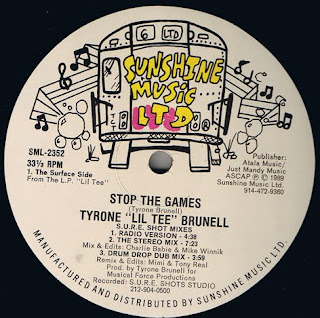 6 LTD
SUNSHINE
MUSIC
LTD
SML-2352
33⅓ RPM
1. The Surface Side
From The L.P. "Lil Tee"
Publisher:
Atala Music/
Just Mandy Music
ASCAP ℗ 1989
Sunshine Music Ltd.
914-472-9360
STOP THE GAMES
(Tyrone Brunell)
TYRONE "LIL TEE" BRUNELL
S.U.R.E. SHOT MIXES
1. RADIO VERSION - 4:38
2. THE STEREO MIX - 7:23
Mix & Edits: Charlie Babie & Mike Winnik
3. DRUM DROP DUB MIX - 3:59
Remix & Edits: Mimi & Tony Real
Prod. by Tyrone Brunell for
Musical Force Productions
Recorded: S.U.R.E. SHOTS STUDIO
212-904-0500
MANUFACTURED AND DISTRIBUTED BY SUNSHINE MUSIC LTD.